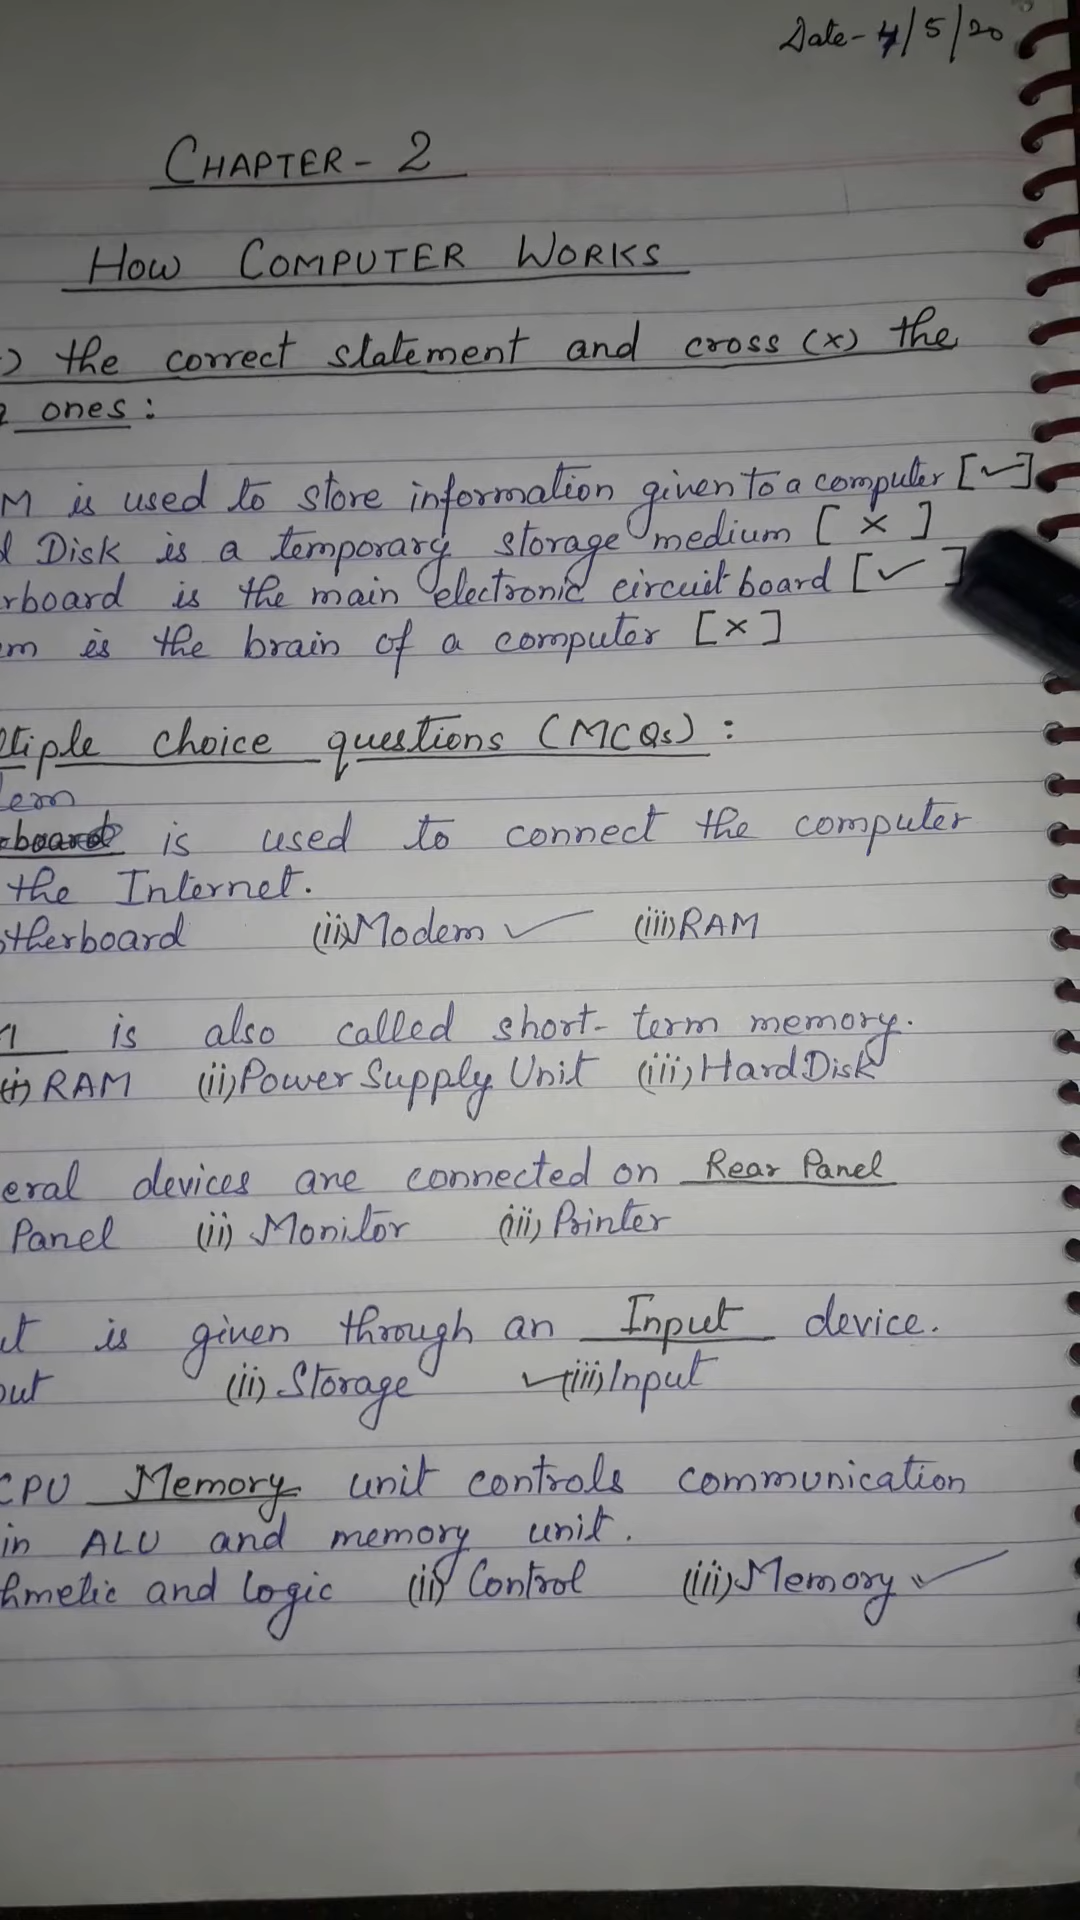 Date- 4/5/20
CHAPTER - 2
HOW COMPUTER WORKS
) the correct statement and cross (x) the
ones :
M is used to store information given to a computer [✓]
Disk is a temporary storage medium [ × ]
rboard is the main electronic circuit board [✓ ]
m is the brain of a computer [×]
tiple choice questions (MCQs) :
em
board is used to connect the computer
the Internet.
otherboard (ii) Modem ✓ (iii) RAM
is also called short-term memory.
(i) RAM (ii) Power Supply Unit (iii) Hard Disk
eral devices are connected on Rear Panel
Panel (ii) Monitor (iii) Printer
ut is given through an Input device.
out (ii) Storage ✓(iii) Input
CPU Memory unit controls communication
in ALU and memory unit.
hmetic and logic (ii) Control (iii) Memory ✓